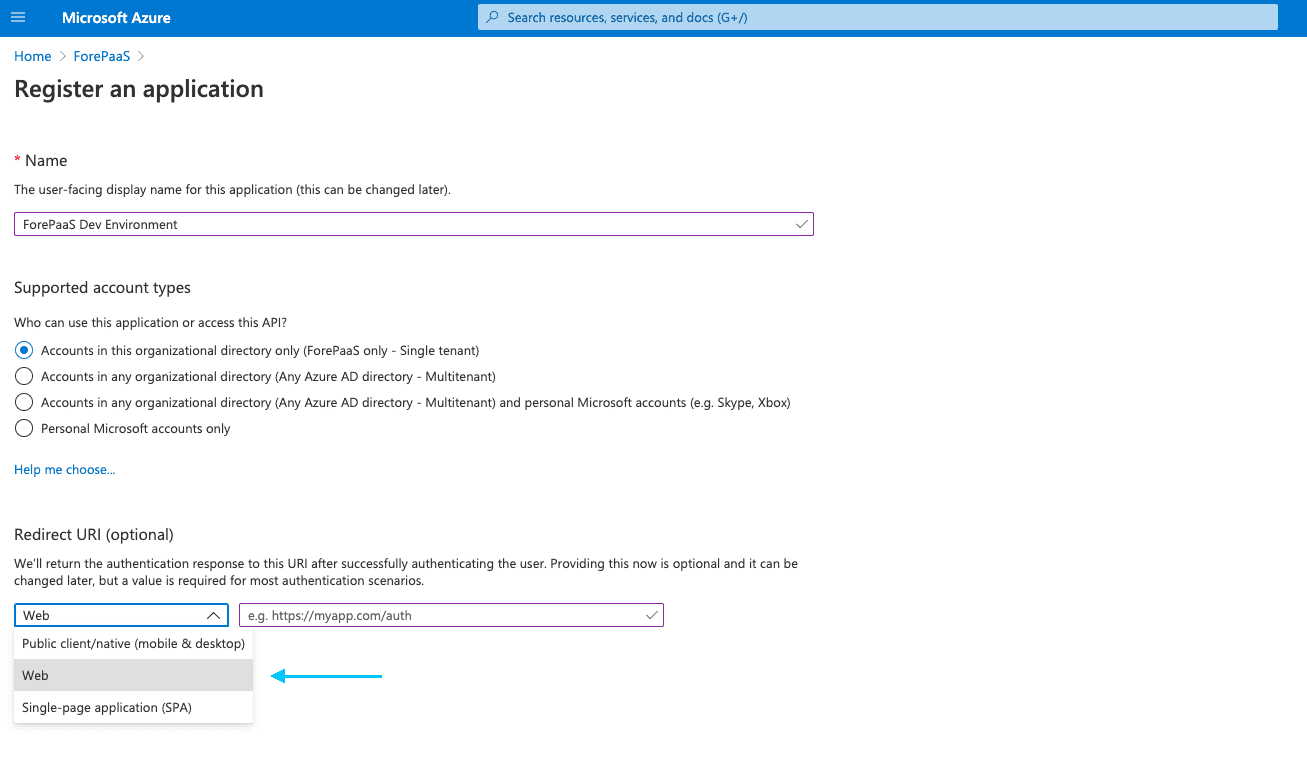 Microsoft Azure
Search resources, services, and docs (G+/)
Home > ForePaaS >
Register an application
* Name
The user-facing display name for this application (this can be changed later).
ForePaaS Dev Environment
Supported account types
Who can use this application or access this API?
Accounts in this organizational directory only (ForePaaS only - Single tenant)
Accounts in any organizational directory (Any Azure AD directory - Multitenant)
Accounts in any organizational directory (Any Azure AD directory - Multitenant) and personal Microsoft accounts (e.g. Skype, Xbox)
Personal Microsoft accounts only
Help me choose...
Redirect URI (optional)
We'll return the authentication response to this URI after successfully authenticating the user. Providing this now is optional and it can be
changed later, but a value is required for most authentication scenarios.
Web
e.g. https://myapp.com/auth
Public client/native (mobile & desktop)
Web
Single-page application (SPA)